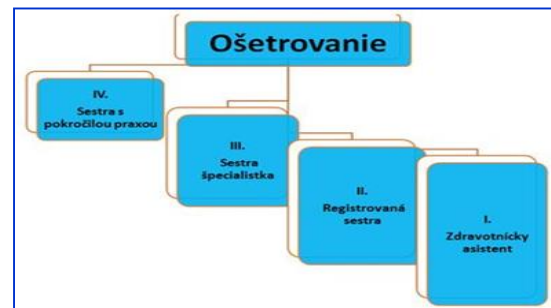 Ošetrovanie
IV.
Sestra s
pokročilou praxou
III.
Sestra
špecialistka
II.
Registrovaná
sestra
I.
Zdravotnícky
asistent